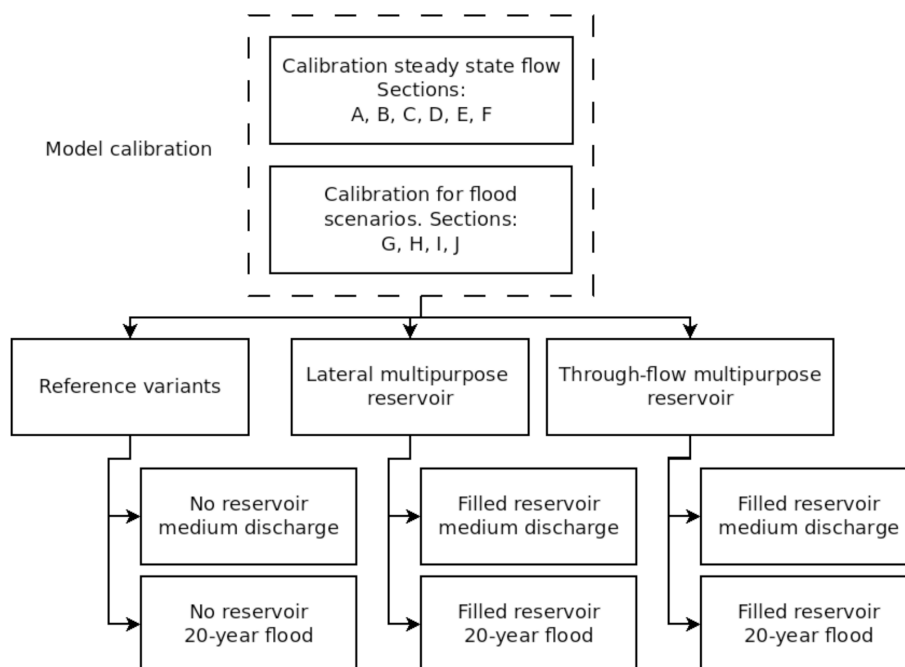 Calibration steady state flow
Sections:
A, B, C, D, E, F
Model calibration
Calibration for flood
scenarios. Sections:
G, H, I, J
Reference variants
Lateral multipurpose
reservoir
Through-flow multipurpose
reservoir
No reservoir
medium discharge
Filled reservoir
medium discharge
Filled reservoir
medium discharge
No reservoir
20-year flood
Filled reservoir
20-year flood
Filled reservoir
20-year flood